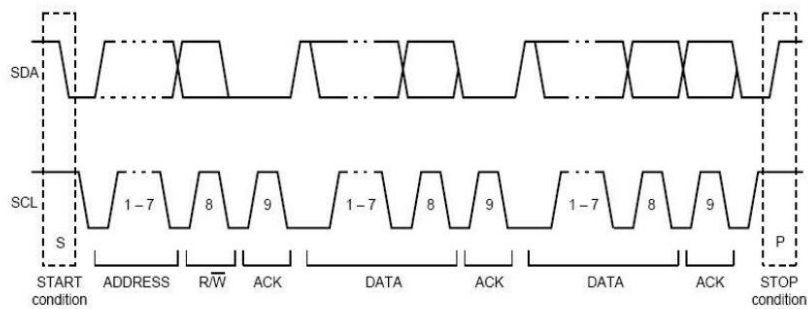 SDA
SCL
1 – 7
8
9
1 – 7
8
9
1 – 7
8
9
S
P
START
condition
ADDRESS
R/W̅
ACK
DATA
ACK
DATA
ACK
STOP
condition